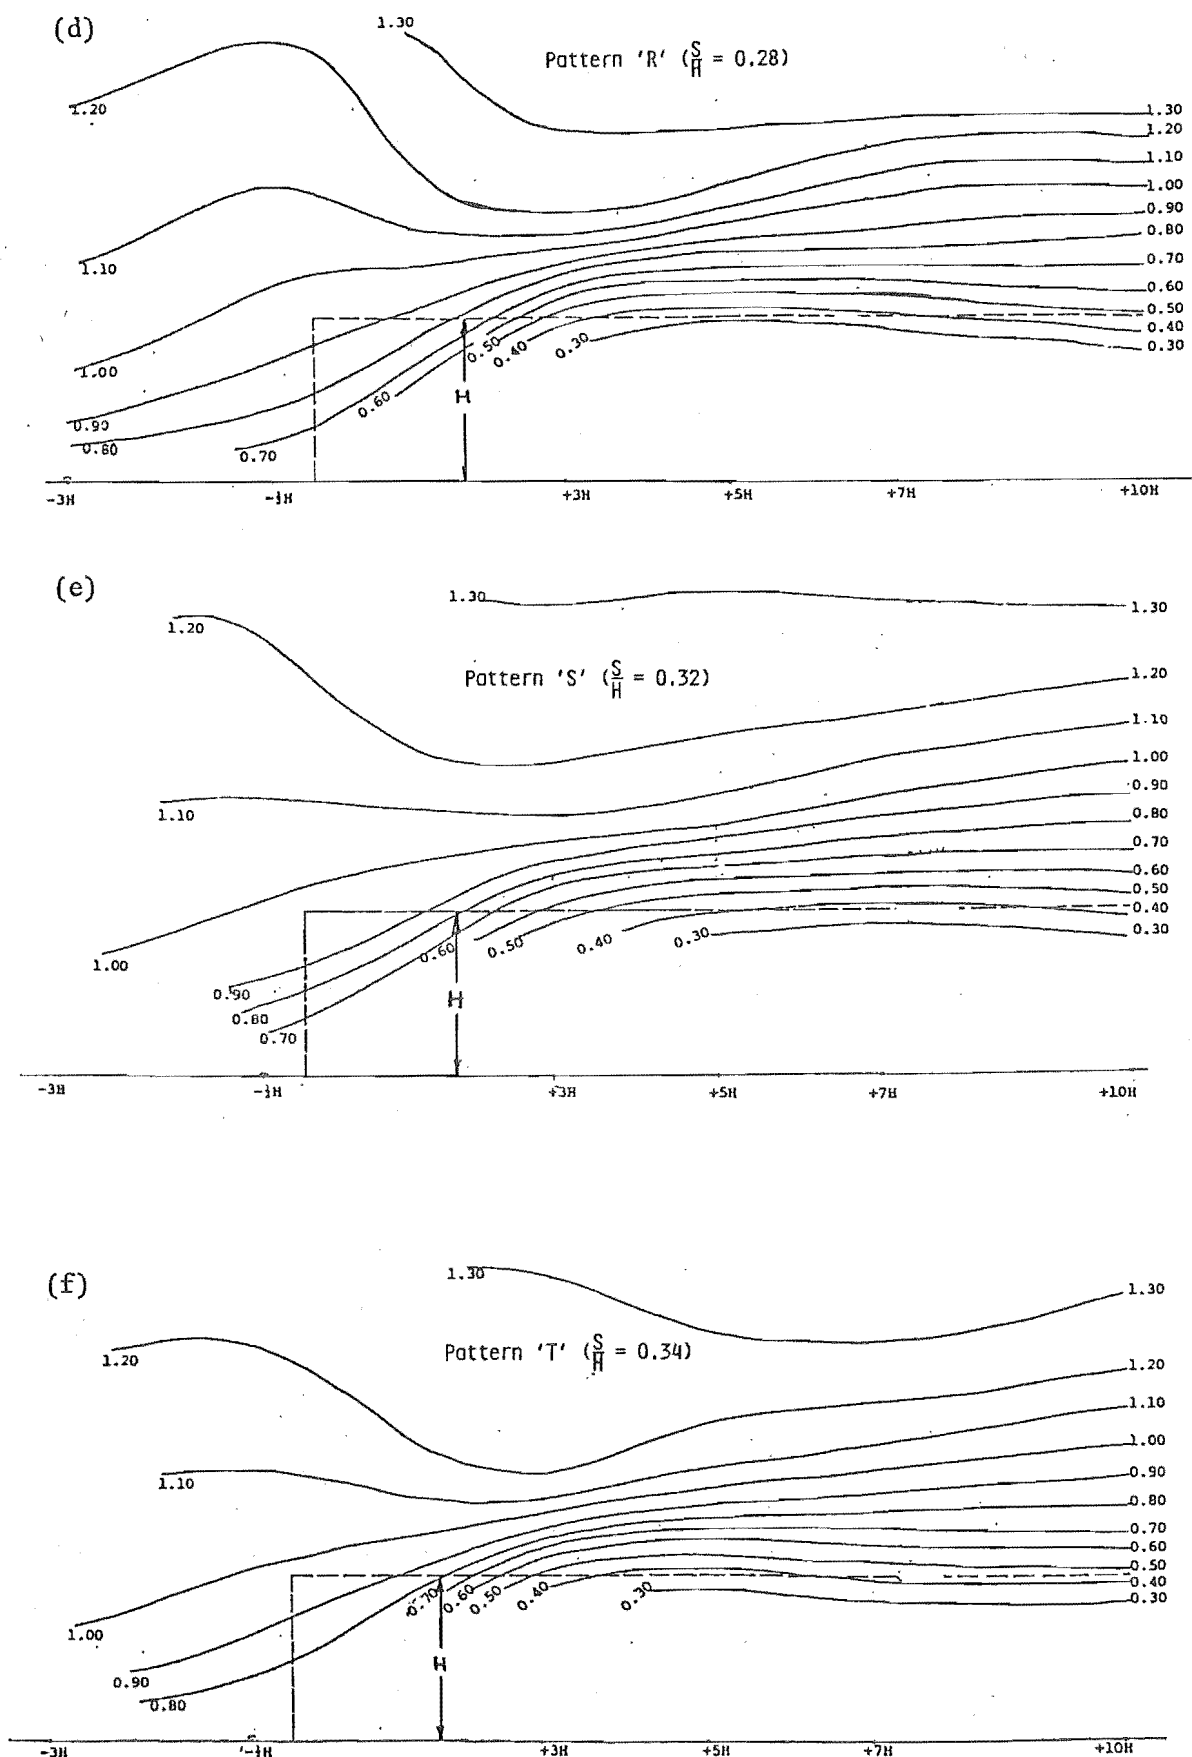 (d)
1.30
Pattern 'R' (S/H = 0.28)
1.20
1.30
1.20
1.10
1.00
0.90
0.80
1.10
0.70
0.60
0.50
0.40
0.30
0.50
0.40
0.30
1.00
0.60
H
0.90
0.80
0.70
-3H
-½H
+3H
+5H
+7H
+10H
(e)
1.30
1.30
1.20
Pattern 'S' (S/H = 0.32)
1.20
1.10
1.00
0.90
1.10
0.80
0.70
0.60
0.50
0.40
0.30
0.60
0.50
0.40
0.30
1.00
0.90
H
0.80
0.70
-3H
-½H
+3H
+5H
+7H
+10H
(f)
1.30
1.30
1.20
Pattern 'T' (S/H = 0.34)
1.20
1.10
1.00
0.90
1.10
0.80
0.70
0.60
0.50
0.40
0.30
0.70
0.60
0.50
0.40
0.30
1.00
H
0.90
0.80
-3H
-½H
+3H
+5H
+7H
+10H